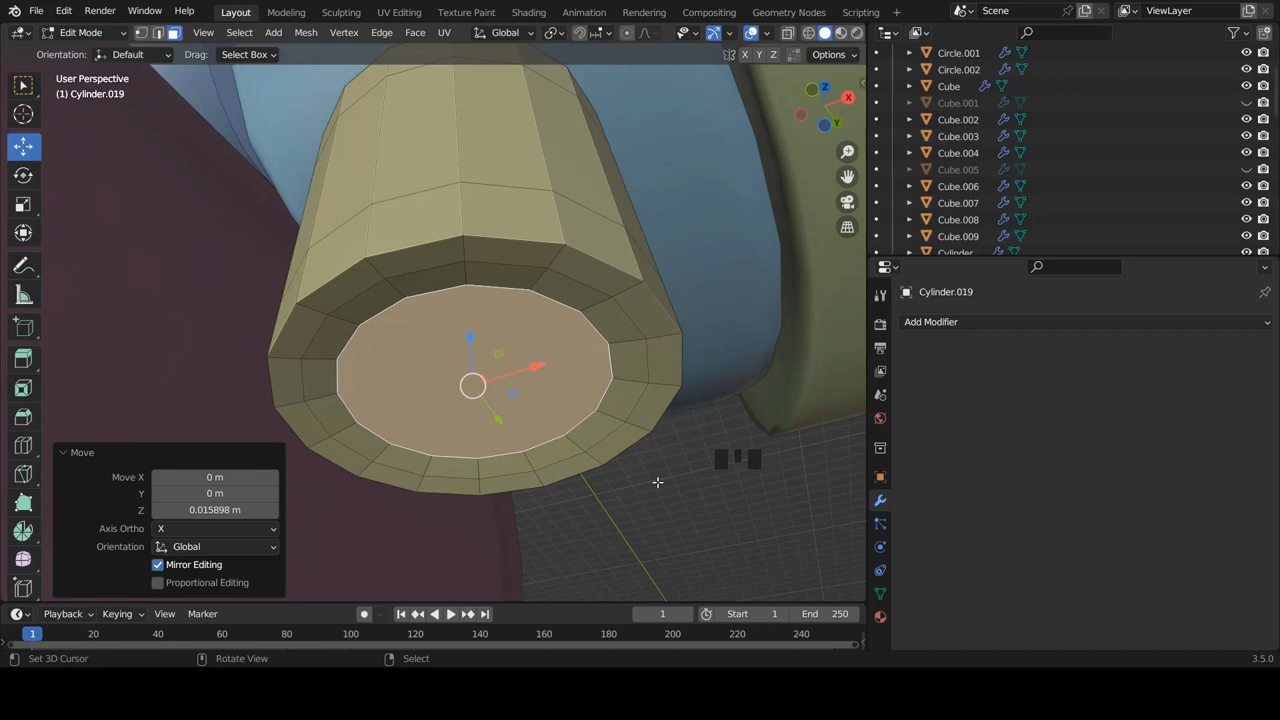 File Edit Render Window Help Layout Modeling Sculpting UV Editing Texture Paint Shading Animation Rendering Compositing Geometry Nodes Scripting Scene ViewLayer
Edit Mode View Select Add Mesh Vertex Edge Face UV Global
Orientation: Default Drag: Select Box X Y Z Options
User Perspective
(1) Cylinder.019
Z
X
Y
Circle.001
Circle.002
Cube
Cube.001
Cube.002
Cube.003
Cube.004
Cube.005
Cube.006
Cube.007
Cube.008
Cube.009
Cylinder
Cylinder.019
Add Modifier
Move
Move X 0 m
Y 0 m
Z 0.015898 m
Axis Ortho X
Orientation Global
Mirror Editing
Proportional Editing
Playback Keying View Marker 1 Start 1 End 250
1 20 40 60 80 100 120 140 160 180 200 220 240
Set 3D Cursor Rotate View Select 3.5.0